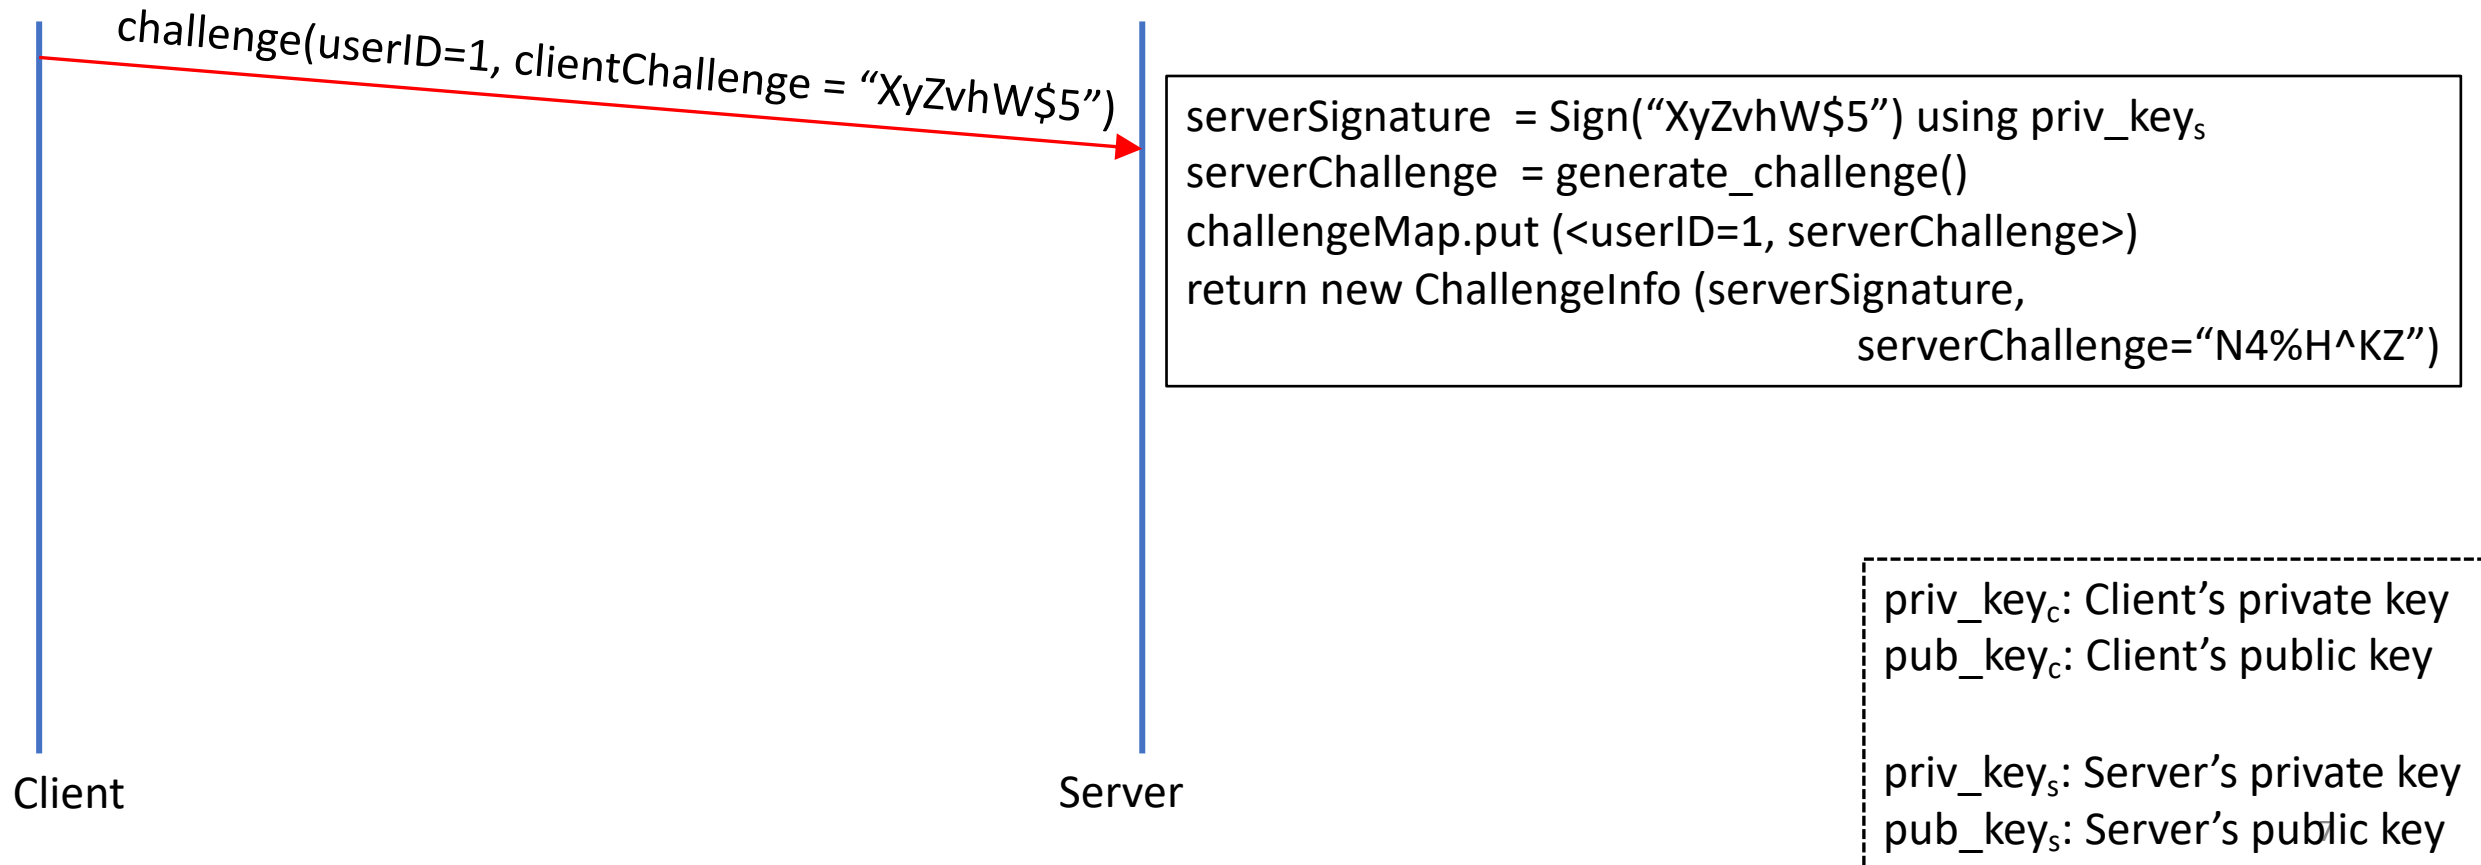 challenge(userID=1, clientChallenge = “XyZvhW$5”)
serverSignature = Sign(“XyZvhW$5”) using priv_keys
serverChallenge = generate_challenge()
challengeMap.put (<userID=1, serverChallenge>)
return new ChallengeInfo (serverSignature,
serverChallenge=“N4%H^KZ”)
priv_keyc: Client’s private key
pub_keyc: Client’s public key
priv_keys: Server’s private key
pub_keys: Server’s public key
7
Client
Server